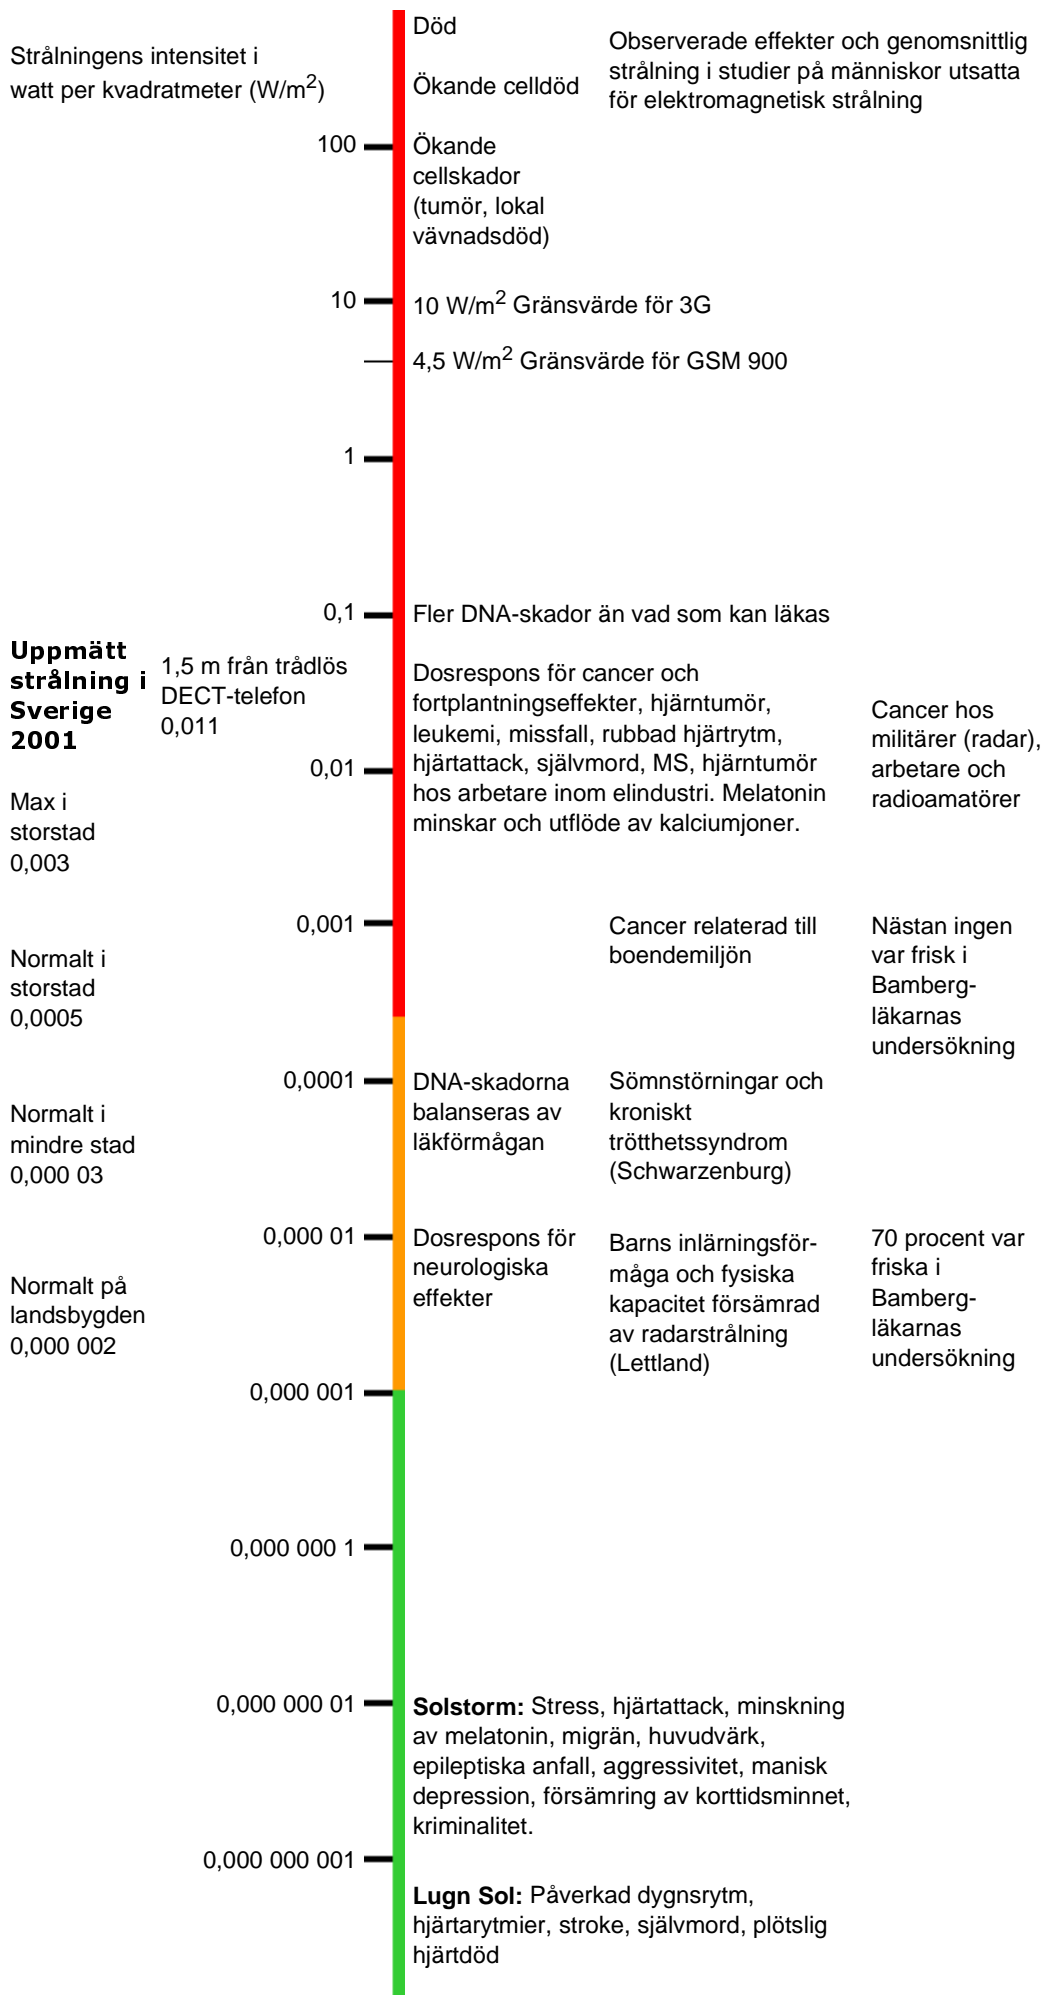 Strålningens intensitet i
watt per kvadratmeter (W/m²)
Död
Ökande celldöd
Observerade effekter och genomsnittlig
strålning i studier på människor utsatta
för elektromagnetisk strålning
100
Ökande
cellskador
(tumör, lokal
vävnadsdöd)
10
10 W/m² Gränsvärde för 3G
4,5 W/m² Gränsvärde för GSM 900
1
0,1
Fler DNA-skador än vad som kan läkas
Uppmätt
strålning i
Sverige
2001
1,5 m från trådlös
DECT-telefon
0,011
Dosrespons för cancer och
fortplantningseffekter, hjärntumör,
leukemi, missfall, rubbad hjärtrytm,
hjärtattack, självmord, MS, hjärntumör
hos arbetare inom elindustri. Melatonin
minskar och utflöde av kalciumjoner.
Cancer hos
militärer (radar),
arbetare och
radioamatörer
0,01
Max i
storstad
0,003
0,001
Cancer relaterad till
boendemiljön
Nästan ingen
var frisk i
Bamberg-
läkarnas
undersökning
Normalt i
storstad
0,0005
0,0001
DNA-skadorna
balanseras av
läkförmågan
Sömnstörningar och
kroniskt
trötthetssyndrom
(Schwarzenburg)
Normalt i
mindre stad
0,000 03
0,000 01
Dosrespons för
neurologiska
effekter
Barns inlärningsför-
måga och fysiska
kapacitet försämrad
av radarstrålning
(Lettland)
70 procent var
friska i
Bamberg-
läkarnas
undersökning
Normalt på
landsbygden
0,000 002
0,000 001
0,000 000 1
0,000 000 01
Solstorm: Stress, hjärtattack, minskning
av melatonin, migrän, huvudvärk,
epileptiska anfall, aggressivitet, manisk
depression, försämring av korttidsminnet,
kriminalitet.
0,000 000 001
Lugn Sol: Påverkad dygnsrytm,
hjärtarytmier, stroke, självmord, plötslig
hjärtdöd